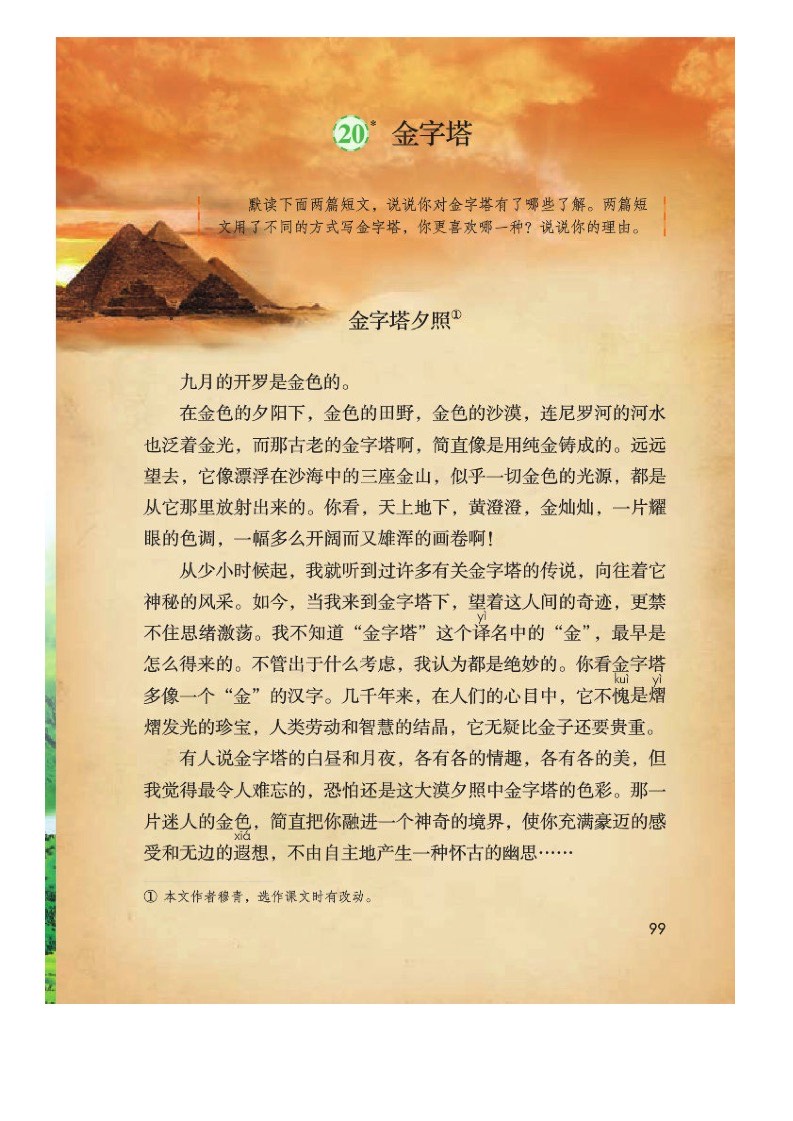 20* 金字塔
默读下面两篇短文，说说你对金字塔有了哪些了解。两篇短
文用了不同的方式写金字塔，你更喜欢哪一种？说说你的理由。
金字塔夕照①
九月的开罗是金色的。
在金色的夕阳下，金色的田野，金色的沙漠，连尼罗河的河水
也泛着金光，而那古老的金字塔啊，简直像是用纯金铸成的。远远
望去，它像漂浮在沙海中的三座金山，似乎一切金色的光源，都是
从它那里放射出来的。你看，天上地下，黄澄澄，金灿灿，一片耀
眼的色调，一幅多么开阔而又雄浑的画卷啊！
从少小时候起，我就听到过许多有关金字塔的传说，向往着它
神秘的风采。如今，当我来到金字塔下，望着这人间的奇迹，更禁
yì
不住思绪激荡。我不知道“金字塔”这个译名中的“金”，最早是
怎么得来的。不管出于什么考虑，我认为都是绝妙的。你看金字塔
kuì yì
多像一个“金”的汉字。几千年来，在人们的心目中，它不愧是熠
熠发光的珍宝，人类劳动和智慧的结晶，它无疑比金子还要贵重。
有人说金字塔的白昼和月夜，各有各的情趣，各有各的美，但
我觉得最令人难忘的，恐怕还是这大漠夕照中金字塔的色彩。那一
片迷人的金色，简直把你融进一个神奇的境界，使你充满豪迈的感
xiá
受和无边的遐想，不由自主地产生一种怀古的幽思……
① 本文作者穆青，选作课文时有改动。
99